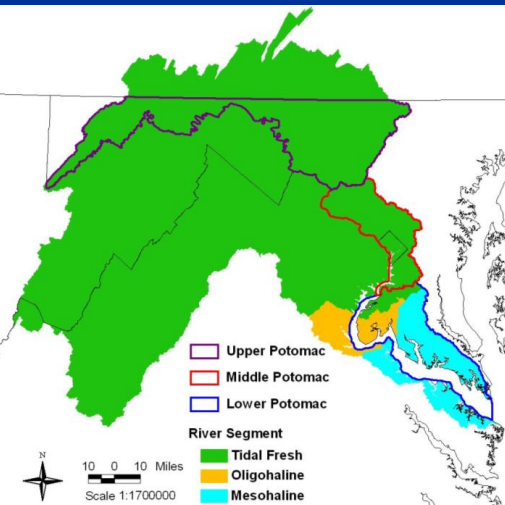 Upper Potomac
Middle Potomac
Lower Potomac
River Segment
Tidal Fresh
Oligohaline
Mesohaline
N
10 0 10 Miles
Scale 1:1700000